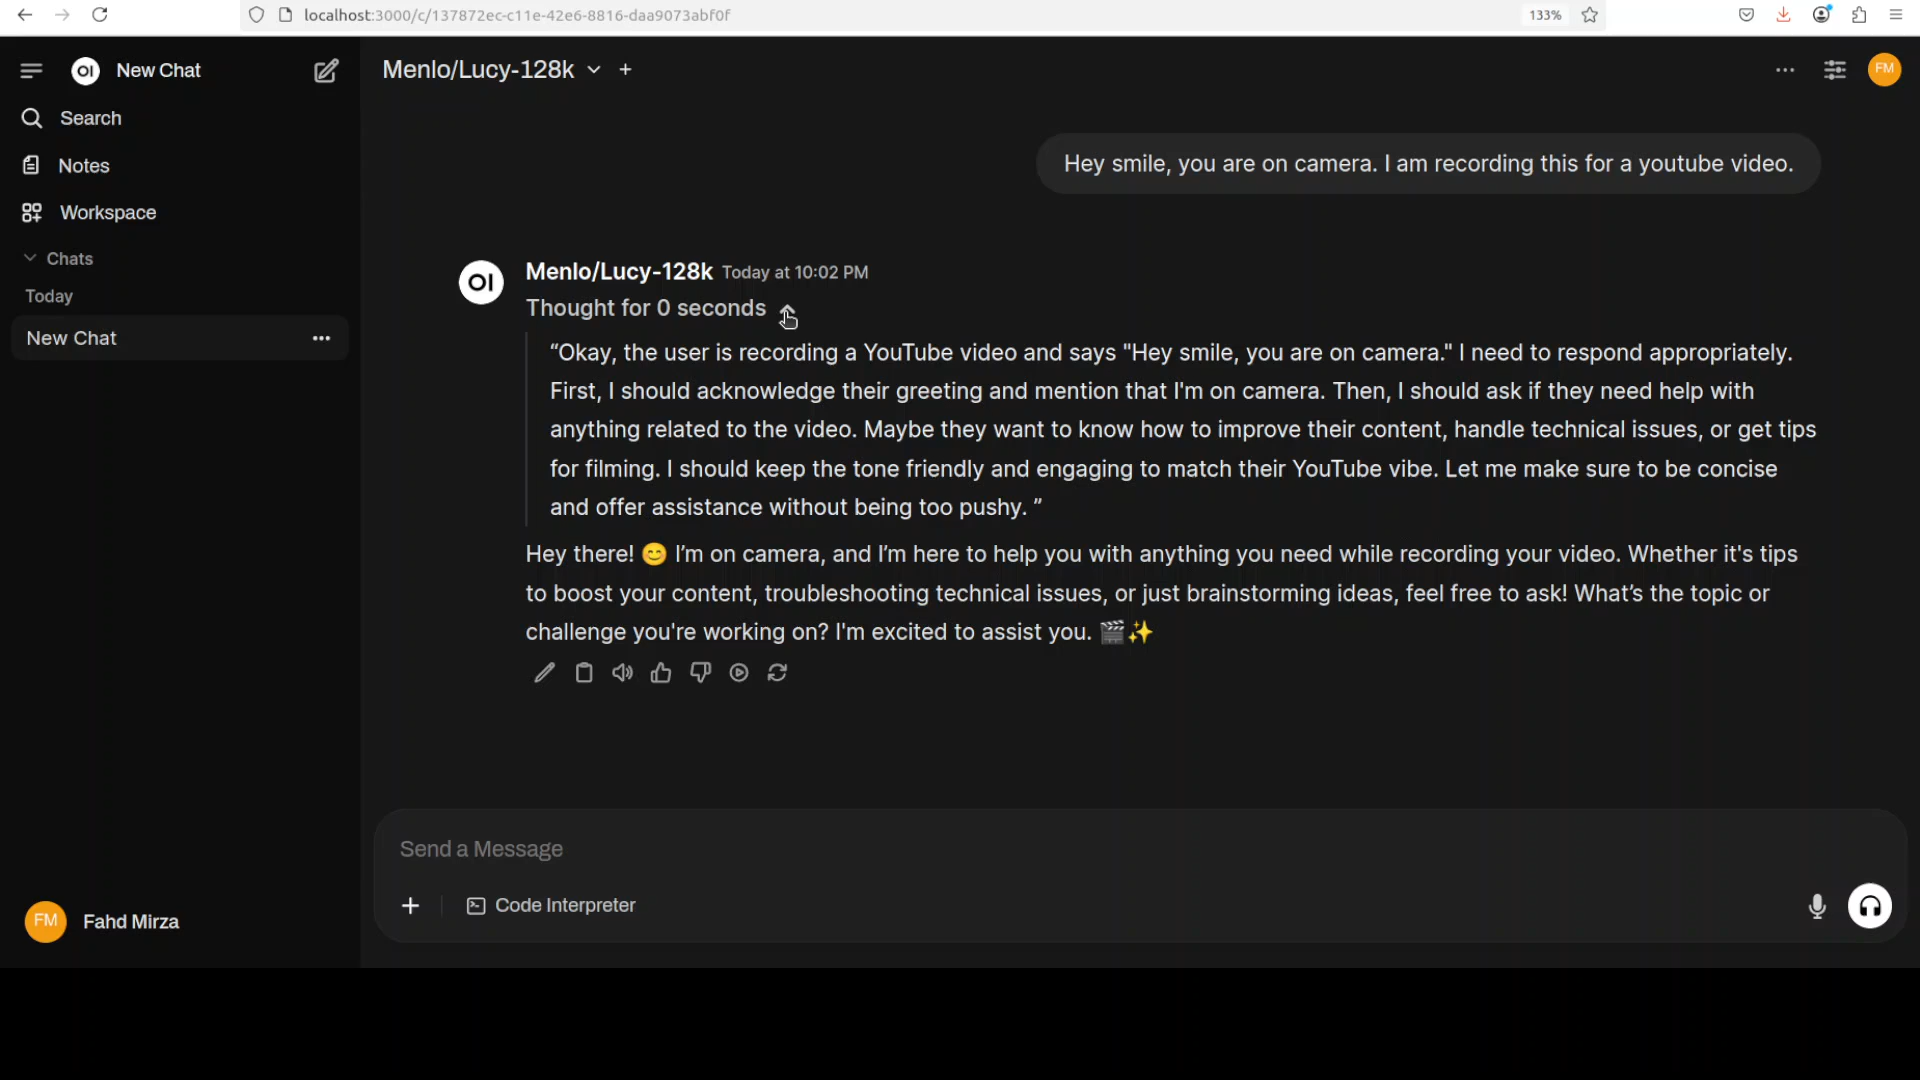 localhost:3000/c/137872ec-c11e-42e6-8816-daa9073abf0f
133%
OI New Chat
Search
Notes
Workspace
Chats
Today
New Chat
FM Fahd Mirza
Menlo/Lucy-128k
FM
Hey smile, you are on camera. I am recording this for a youtube video.
OI
Menlo/Lucy-128k Today at 10:02 PM
Thought for 0 seconds
“Okay, the user is recording a YouTube video and says "Hey smile, you are on camera." I need to respond appropriately.
First, I should acknowledge their greeting and mention that I'm on camera. Then, I should ask if they need help with
anything related to the video. Maybe they want to know how to improve their content, handle technical issues, or get tips
for filming. I should keep the tone friendly and engaging to match their YouTube vibe. Let me make sure to be concise
and offer assistance without being too pushy. ”
Hey there! 😊 I’m on camera, and I’m here to help you with anything you need while recording your video. Whether it's tips
to boost your content, troubleshooting technical issues, or just brainstorming ideas, feel free to ask! What’s the topic or
challenge you're working on? I'm excited to assist you. 🎬✨
Send a Message
Code Interpreter